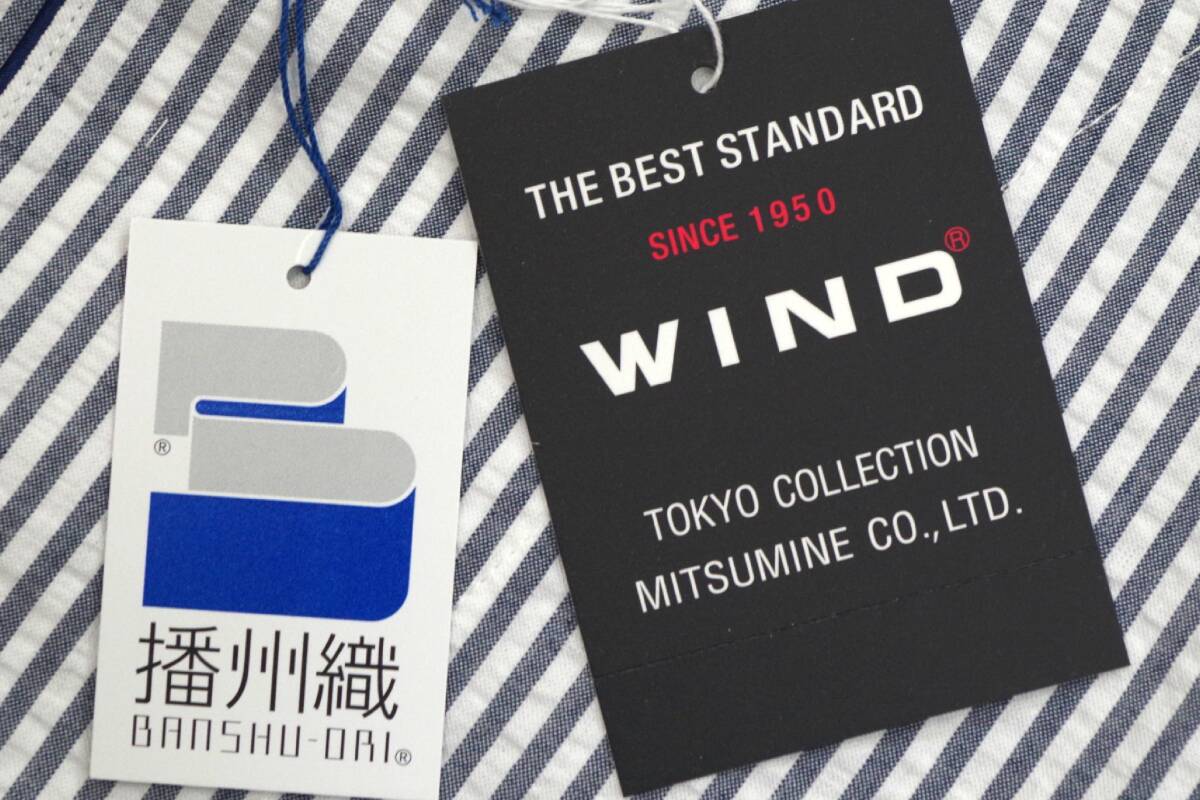 ®
播州織
BANSHU-ORI®
THE BEST STANDARD
SINCE 1950
WIND®
TOKYO COLLECTION
MITSUMINE CO.,LTD.